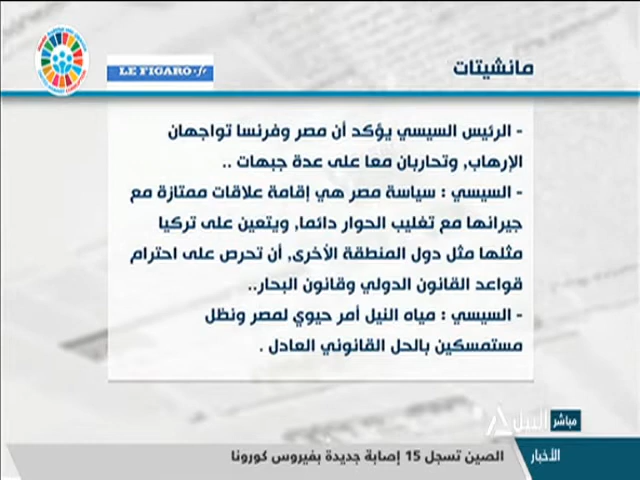 مانشيتات
LE FIGARO.fr
- الرئيس السيسي يؤكد أن مصر وفرنسا تواجهان
الإرهاب, وتحاربان معا على عدة جبهات ..
- السيسي : سياسة مصر هي إقامة علاقات ممتازة مع
جيرانها مع تغليب الحوار دائما, ويتعين على تركيا
مثلها مثل دول المنطقة الأخرى, أن تحرص على احترام
قواعد القانون الدولي وقانون البحار..
- السيسي : مياه النيل أمر حيوي لمصر ونظل
مستمسكين بالحل القانوني العادل .
النيل
مباشر
الأخبار
الصين تسجل 15 إصابة جديدة بفيروس كورونا